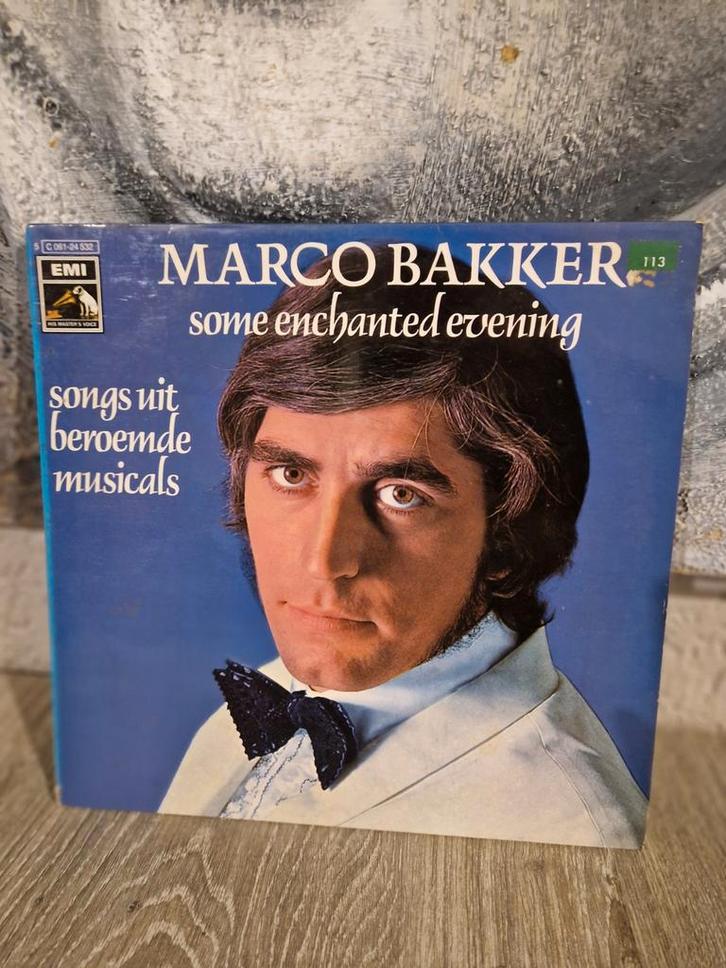 5 C 061-24 532
EMI
HIS MASTER'S VOICE
MARCO BAKKER
113
some enchanted evening
songs uit
beroemde
musicals